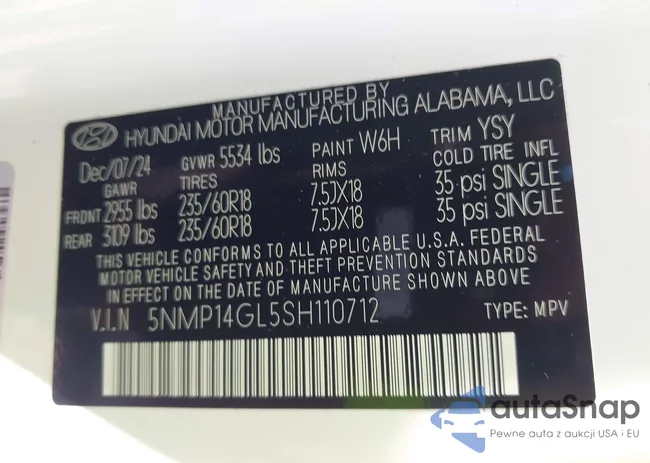 MANUFACTURED BY
HYUNDAI MOTOR MANUFACTURING ALABAMA, LLC
Dec/07/24 GVWR 5534 lbs PAINT W6H TRIM YSY
GAWR TIRES RIMS COLD TIRE INFL
FRONT 2955 lbs 235/60R18 7.5JX18 35 psi SINGLE
REAR 3109 lbs 235/60R18 7.5JX18 35 psi SINGLE
THIS VEHICLE CONFORMS TO ALL APPLICABLE U.S.A. FEDERAL
MOTOR VEHICLE SAFETY AND THEFT PREVENTION STANDARDS
IN EFFECT ON THE DATE OF MANUFACTURE SHOWN ABOVE.
V.I.N 5NMP14GL5SH110712 TYPE: MPV
autaSnap
Pewne auta z aukcji USA i EU